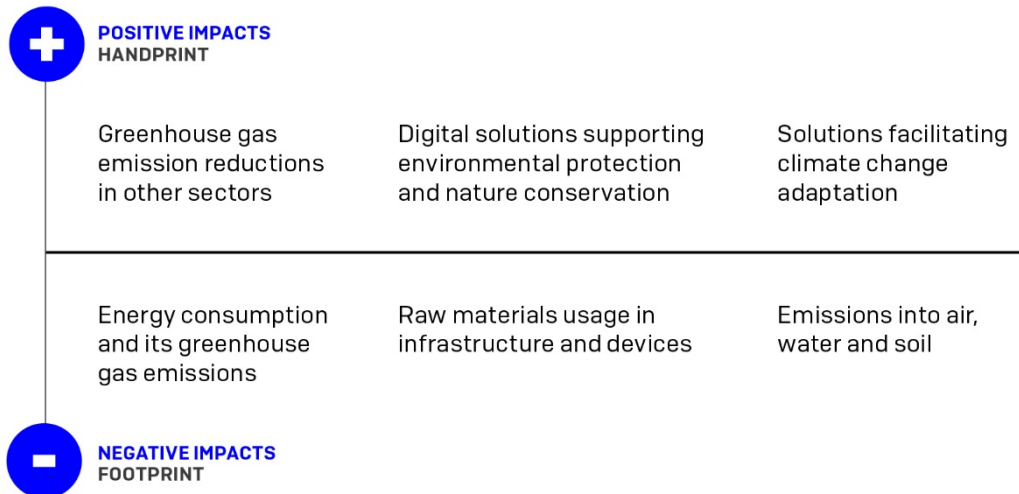 POSITIVE IMPACTS
HANDPRINT
Greenhouse gas
emission reductions
in other sectors
Digital solutions supporting
environmental protection
and nature conservation
Solutions facilitating
climate change
adaptation
Energy consumption
and its greenhouse
gas emissions
Raw materials usage in
infrastructure and devices
Emissions into air,
water and soil
NEGATIVE IMPACTS
FOOTPRINT